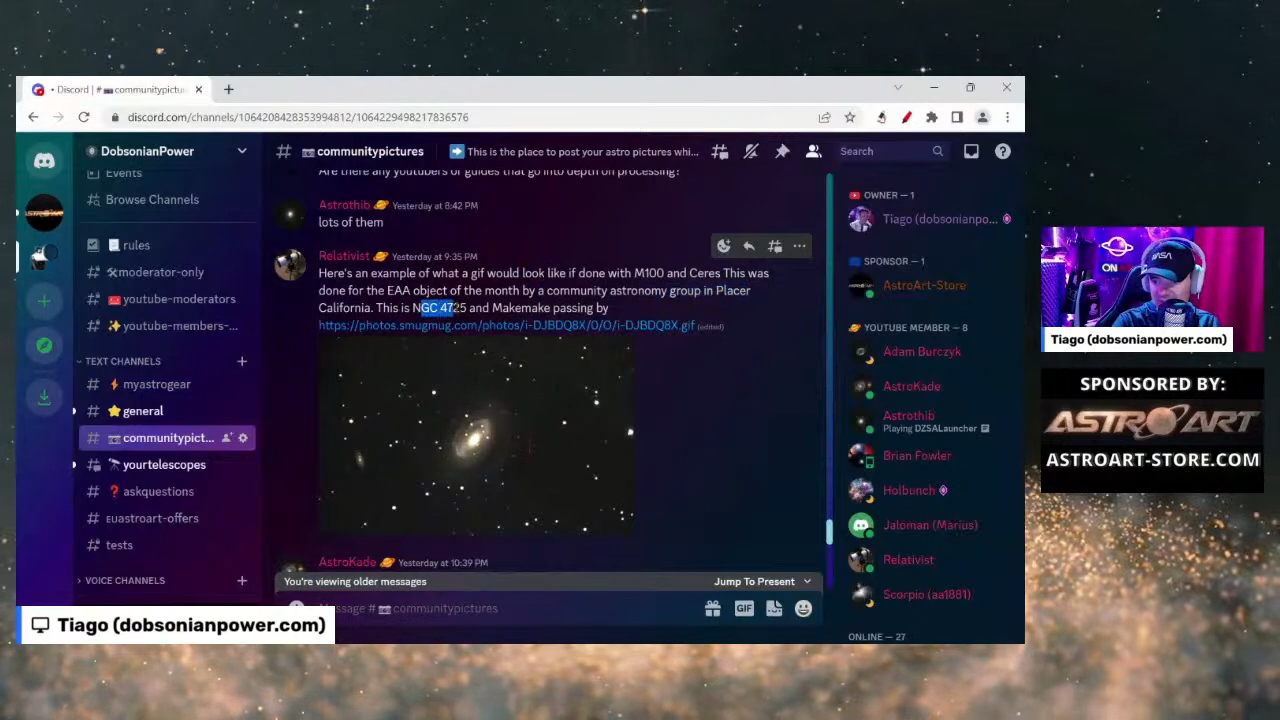 • Discord | # 📷communitypictu
discord.com/channels/1064208428353994812/1064229498217836576
DobsonianPower
Events
Browse Channels
rules
moderator-only
youtube-moderators
youtube-members-...
TEXT CHANNELS
myastrogear
general
communitypict...
yourtelescopes
askquestions
EUastroart-offers
tests
VOICE CHANNELS
communitypictures
This is the place to post your astro pictures whi...
Search
Are there any youtubers or guides that go into depth on processing?
Astrothib Yesterday at 8:42 PM
lots of them
Relativist Yesterday at 9:35 PM
Here's an example of what a gif would look like if done with M100 and Ceres This was
done for the EAA object of the month by a community astronomy group in Placer
California. This is NGC 4725 and Makemake passing by
https://photos.smugmug.com/photos/i-DJBDQ8X/0/O/i-DJBDQ8X.gif (edited)
AstroKade Yesterday at 10:39 PM
You're viewing older messages
Jump To Present
Message # communitypictures
GIF
OWNER — 1
Tiago (dobsonianpo...
SPONSOR — 1
AstroArt-Store
YOUTUBE MEMBER — 8
Adam Burczyk
AstroKade
Astrothib
Playing DZSALauncher
Brian Fowler
Holbunch
Jaloman (Marius)
Relativist
Scorpio (aa1881)
ONLINE — 27
Tiago (dobsonianpower.com)
ON
NASA
Tiago (dobsonianpower.com)
SPONSORED BY:
ASTROART
ASTROART-STORE.COM